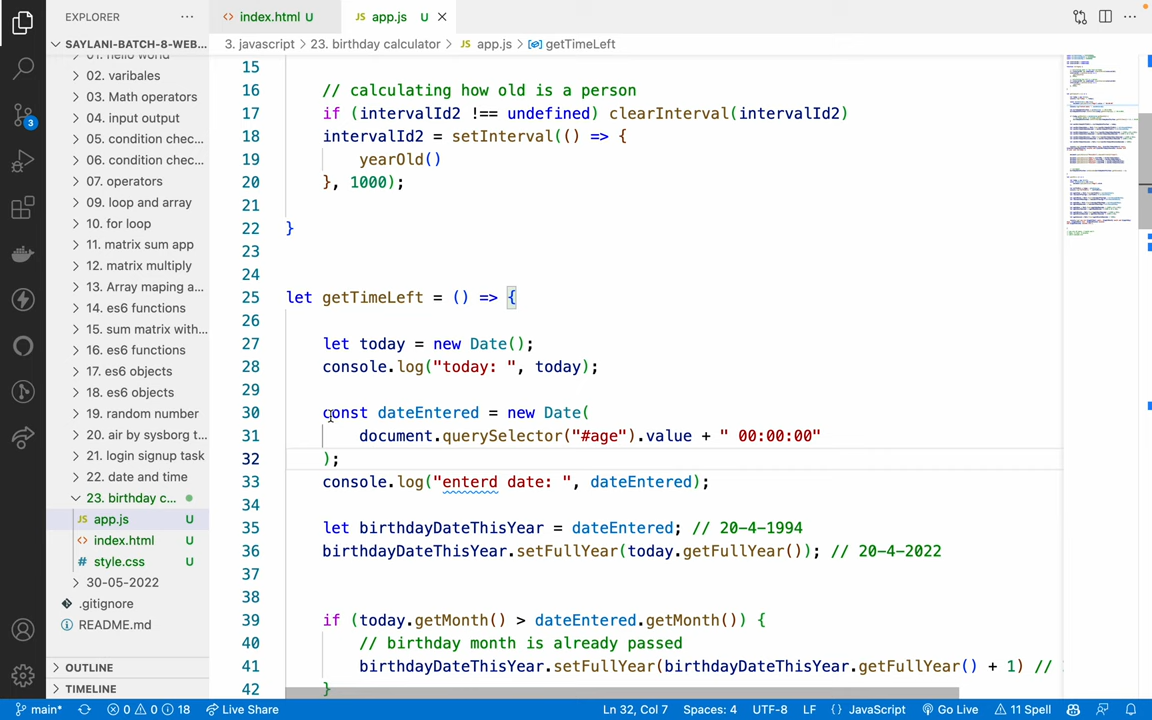 EXPLORER
index.html U
JS app.js U
SAYLANI-BATCH-8-WEB...
3. javascript > 23. birthday calculator > JS app.js > getTimeLeft
01. hello world
02. varibales
03. Math operators
04. input output
05. condition chec...
06. condition chec...
07. operators
09. loop and array
10. for loop
11. matrix sum app
12. matrix multiply
13. Array maping a...
14. es6 functions
15. sum matrix with...
16. es6 functions
17. es6 objects
18. es6 objects
19. random number
20. air by sysborg t...
21. login signup task
22. date and time
23. birthday c...
JS app.js U
index.html U
# style.css U
30-05-2022
.gitignore
README.md
OUTLINE
TIMELINE
3
15
16 // calculating how old is a person
17 if (intervalId2 !== undefined) clearInterval(intervalId2)
18 intervalId2 = setInterval(() => {
19 yearOld()
20 }, 1000);
21
22 }
23
24
25 let getTimeLeft = () => {
26
27 let today = new Date();
28 console.log("today: ", today);
29
30 const dateEntered = new Date(
31 document.querySelector("#age").value + " 00:00:00"
32 );
33 console.log("enterd date: ", dateEntered);
34
35 let birthdayDateThisYear = dateEntered; // 20-4-1994
36 birthdayDateThisYear.setFullYear(today.getFullYear()); // 20-4-2022
37
38
39 if (today.getMonth() > dateEntered.getMonth()) {
40 // birthday month is already passed
41 birthdayDateThisYear.setFullYear(birthdayDateThisYear.getFullYear() + 1) //
42 }
main* 0 0 18 Live Share Ln 32, Col 7 Spaces: 4 UTF-8 LF {} JavaScript Go Live 11 Spell